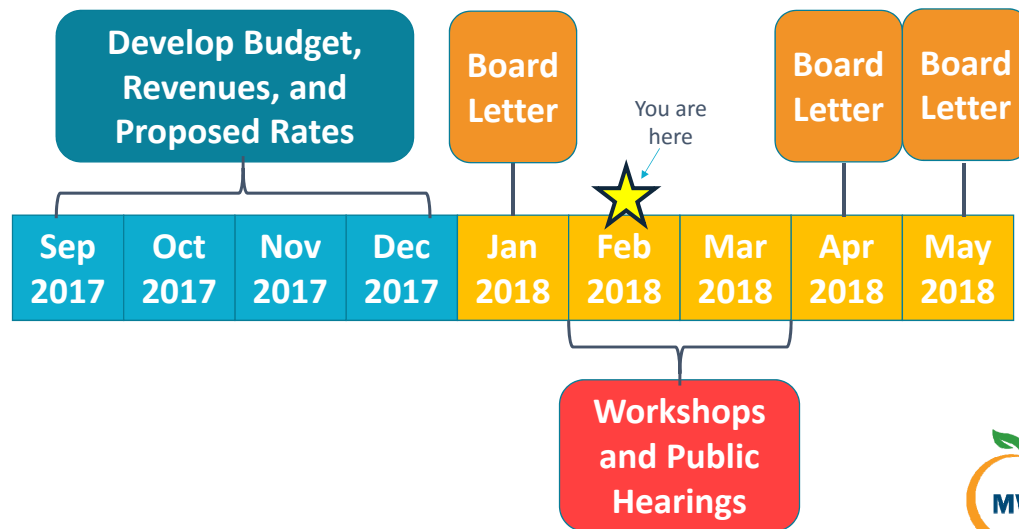 Develop Budget,
Revenues, and
Proposed Rates
Board
Letter
You are
here
Board
Letter
Board
Letter
Sep
2017
Oct
2017
Nov
2017
Dec
2017
Jan
2018
Feb
2018
Mar
2018
Apr
2018
May
2018
Workshops
and Public
Hearings